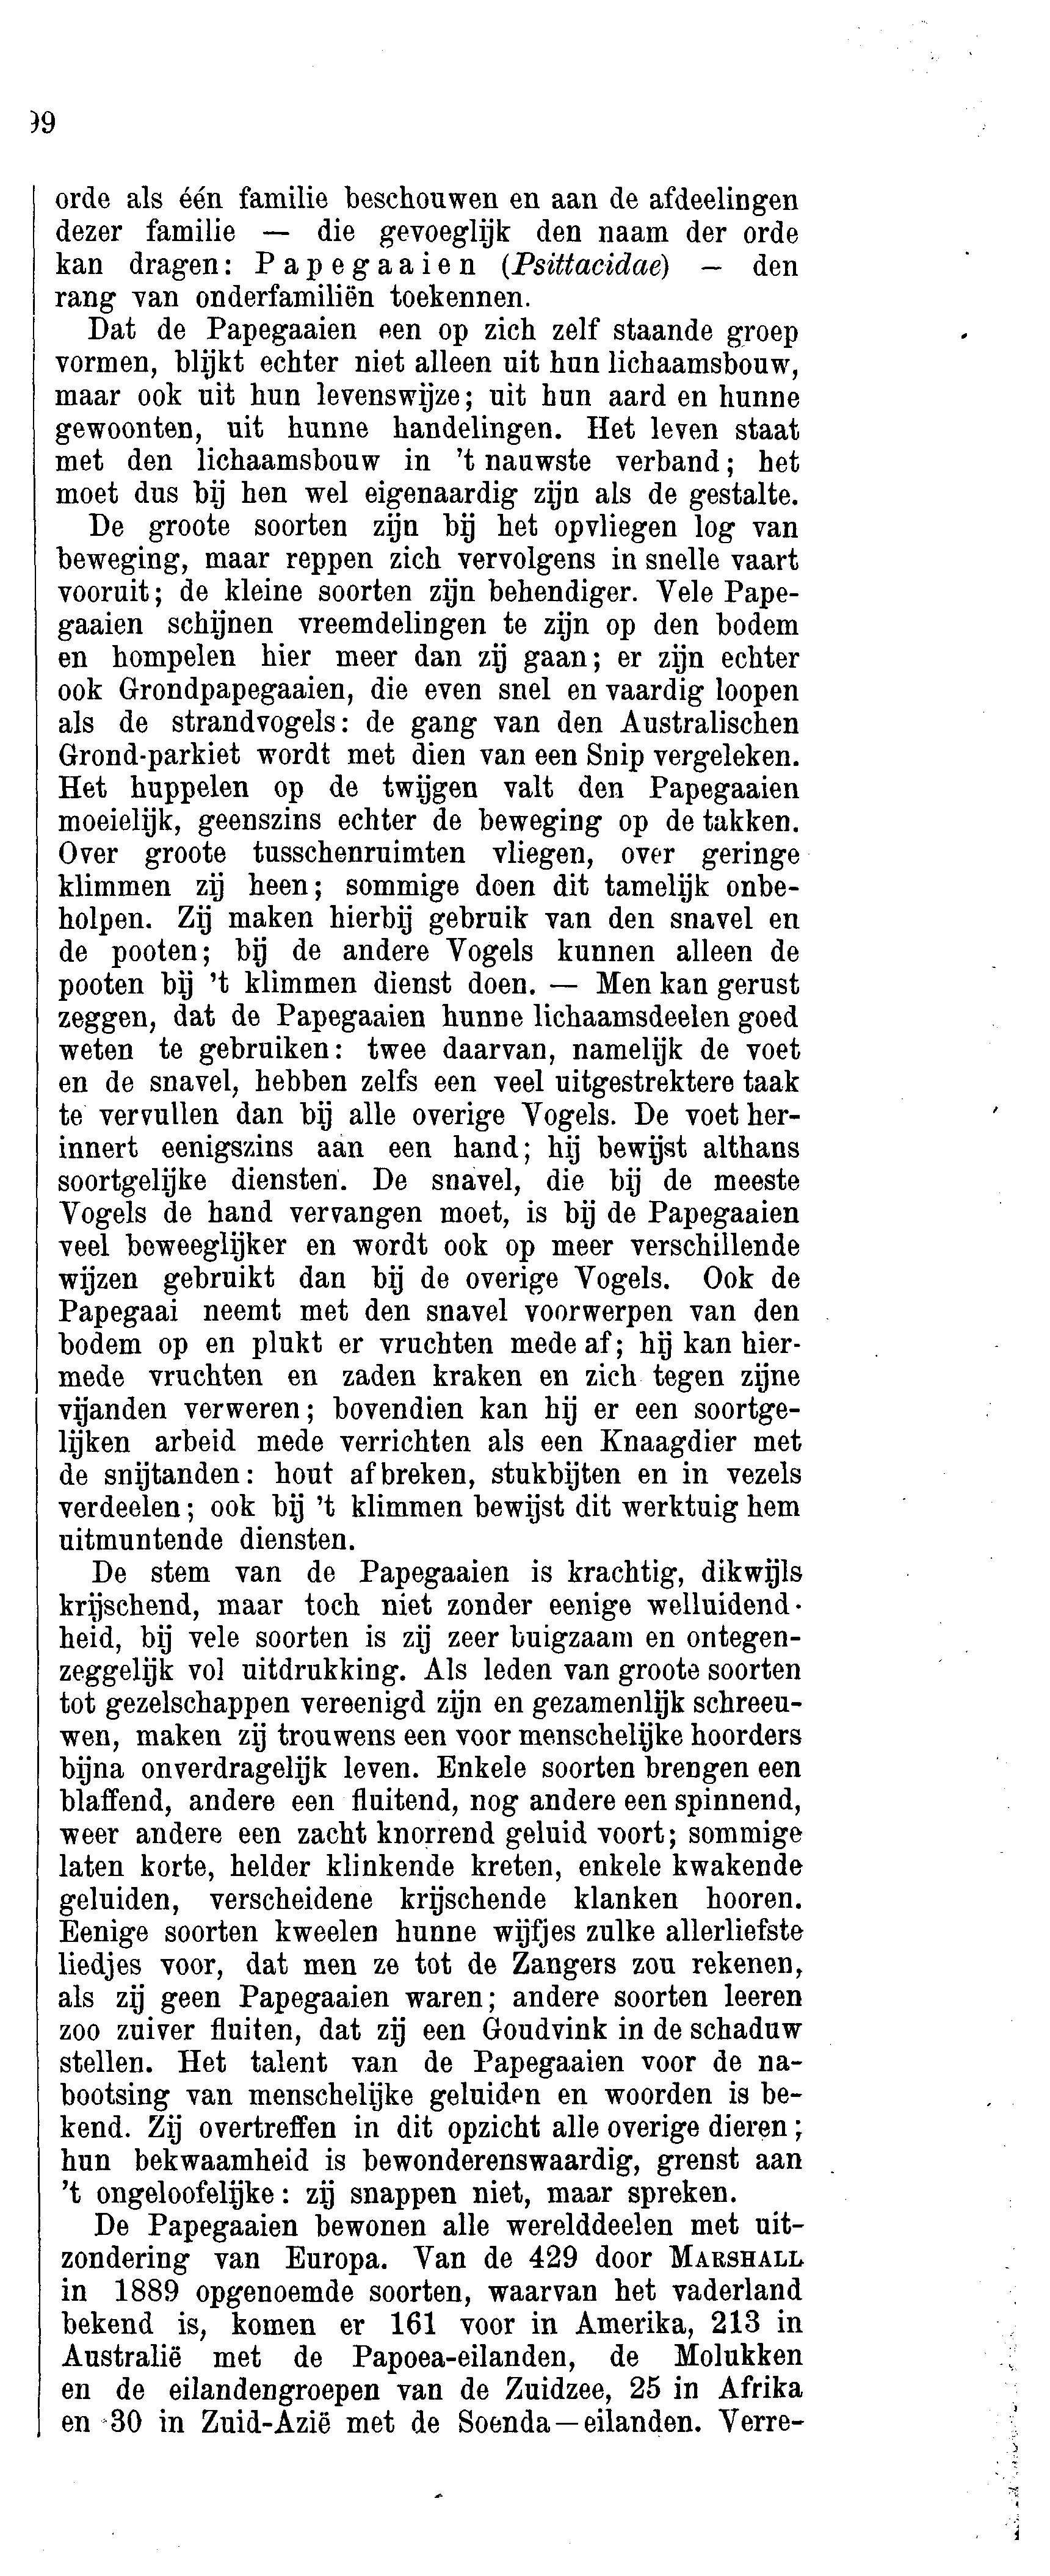 99
orde als één familie beschouwen en aan de afdeelingen
dezer familie — die gevoeglijk den naam der orde
kan dragen: Papegaaien (Psittacidae) — den
rang van onderfamiliën toekennen.
Dat de Papegaaien een op zich zelf staande groep
vormen, blijkt echter niet alleen uit hun lichaamsbouw,
maar ook uit hun levenswijze; uit hun aard en hunne
gewoonten, uit hunne handelingen. Het leven staat
met den lichaamsbouw in 't nauwste verband; het
moet dus bij hen wel eigenaardig zijn als de gestalte.
De groote soorten zijn bij het opvliegen log van
beweging, maar reppen zich vervolgens in snelle vaart
vooruit; de kleine soorten zijn behendiger. Vele Pape-
gaaien schijnen vreemdelingen te zijn op den bodem
en hompelen hier meer dan zij gaan; er zijn echter
ook Grondpapegaaien, die even snel en vaardig loopen
als de strandvogels: de gang van den Australischen
Grond-parkiet wordt met dien van een Snip vergeleken.
Het huppelen op de twijgen valt den Papegaaien
moeielijk, geenszins echter de beweging op de takken.
Over groote tusschenruimten vliegen, over geringe
klimmen zij heen; sommige doen dit tamelijk onbe-
holpen. Zij maken hierbij gebruik van den snavel en
de pooten; bij de andere Vogels kunnen alleen de
pooten bij 't klimmen dienst doen. — Men kan gerust
zeggen, dat de Papegaaien hunne lichaamsdeelen goed
weten te gebruiken: twee daarvan, namelijk de voet
en de snavel, hebben zelfs een veel uitgestrektere taak
te vervullen dan bij alle overige Vogels. De voet her-
innert eenigszins aan een hand; hij bewijst althans
soortgelijke diensten. De snavel, die bij de meeste
Vogels de hand vervangen moet, is bij de Papegaaien
veel beweeglijker en wordt ook op meer verschillende
wijzen gebruikt dan bij de overige Vogels. Ook de
Papegaai neemt met den snavel voorwerpen van den
bodem op en plukt er vruchten mede af; hij kan hier-
mede vruchten en zaden kraken en zich tegen zijne
vijanden verweren; bovendien kan hij er een soortge-
lijken arbeid mede verrichten als een Knaagdier met
de snijtanden: hout afbreken, stukbijten en in vezels
verdeelen; ook bij 't klimmen bewijst dit werktuig hem
uitmuntende diensten.
De stem van de Papegaaien is krachtig, dikwijls
krijschend, maar toch niet zonder eenige welluidend-
heid, bij vele soorten is zij zeer buigzaam en ontegen-
zeggelijk vol uitdrukking. Als leden van groote soorten
tot gezelschappen vereenigd zijn en gezamenlijk schreeu-
wen, maken zij trouwens een voor menschelijke hoorders
bijna onverdragelijk leven. Enkele soorten brengen een
blaffend, andere een fluitend, nog andere een spinnend,
weer andere een zacht knorrend geluid voort; sommige
laten korte, helder klinkende kreten, enkele kwakende
geluiden, verscheidene krijschende klanken hooren.
Eenige soorten kweelen hunne wijfjes zulke allerliefste
liedjes voor, dat men ze tot de Zangers zou rekenen,
als zij geen Papegaaien waren; andere soorten leeren
zoo zuiver fluiten, dat zij een Goudvink in de schaduw
stellen. Het talent van de Papegaaien voor de na-
bootsing van menschelijke geluiden en woorden is be-
kend. Zij overtreffen in dit opzicht alle overige dieren;
hun bekwaamheid is bewonderenswaardig, grenst aan
't ongeloofelijke: zij snappen niet, maar spreken.
De Papegaaien bewonen alle werelddeelen met uit-
zondering van Europa. Van de 429 door MARSHALL
in 1889 opgenoemde soorten, waarvan het vaderland
bekend is, komen er 161 voor in Amerika, 213 in
Australië met de Papoea-eilanden, de Molukken
en de eilandengroepen van de Zuidzee, 25 in Afrika
en 30 in Zuid-Azië met de Soenda—eilanden. Verre-